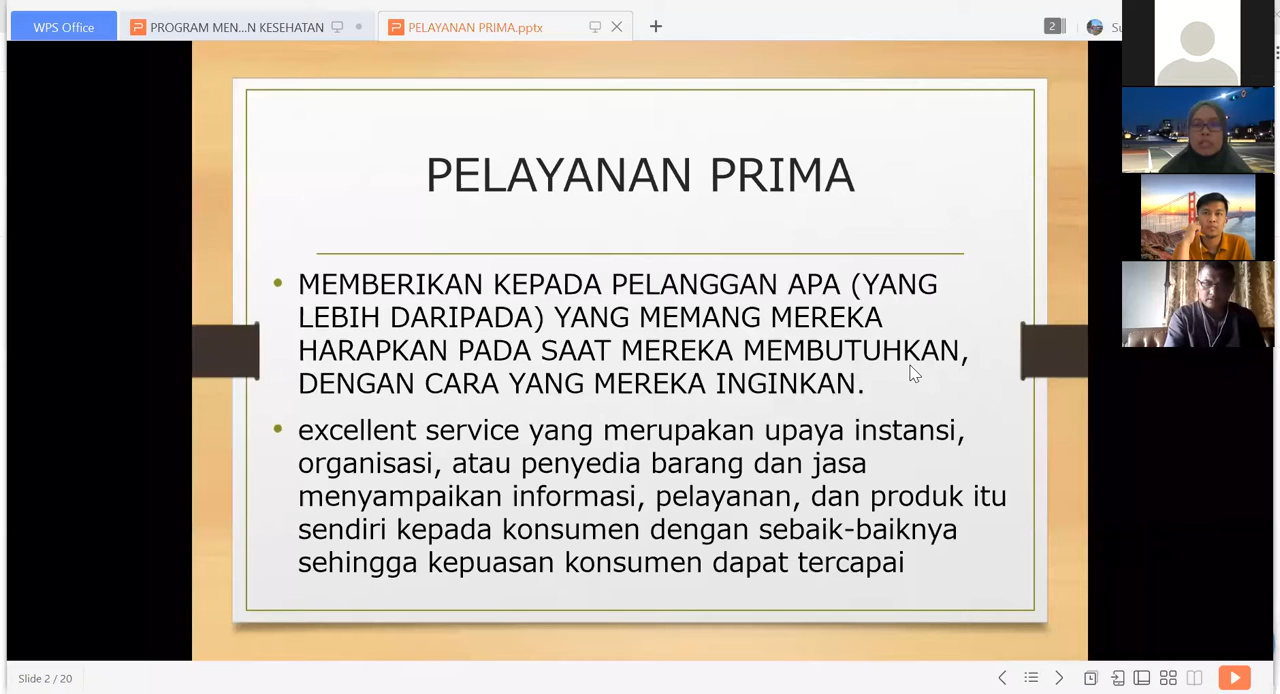 WPS Office
PROGRAM MEN...N KESEHATAN
PELAYANAN PRIMA.pptx
2
PELAYANAN PRIMA
• MEMBERIKAN KEPADA PELANGGAN APA (YANG
LEBIH DARIPADA) YANG MEMANG MEREKA
HARAPKAN PADA SAAT MEREKA MEMBUTUHKAN,
DENGAN CARA YANG MEREKA INGINKAN.
• excellent service yang merupakan upaya instansi,
organisasi, atau penyedia barang dan jasa
menyampaikan informasi, pelayanan, dan produk itu
sendiri kepada konsumen dengan sebaik-baiknya
sehingga kepuasan konsumen dapat tercapai
Slide 2 / 20